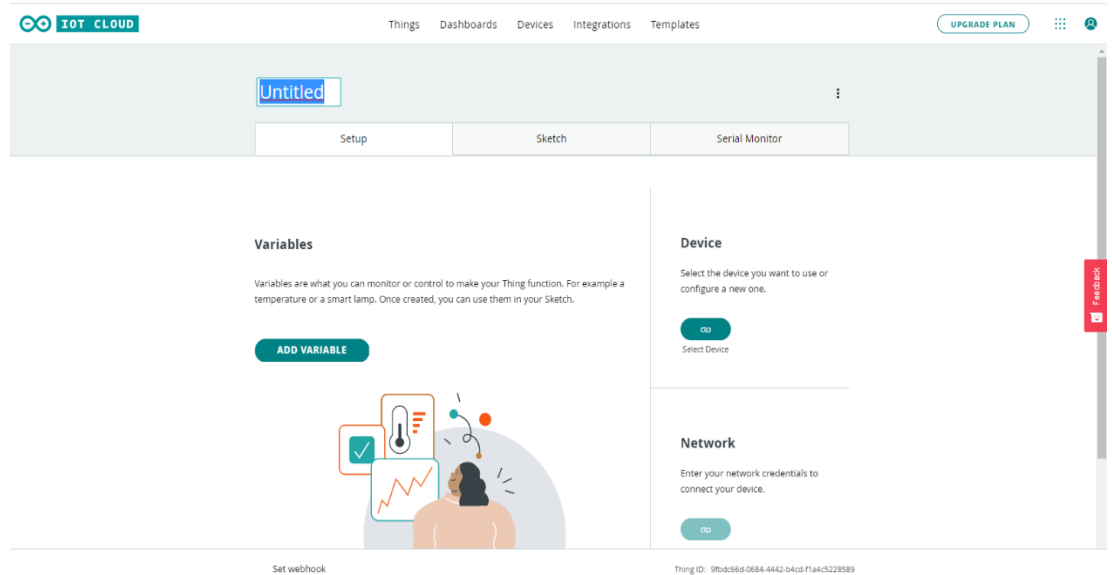 IOT CLOUD
Things Dashboards Devices Integrations Templates
UPGRADE PLAN
Untitled
Setup Sketch Serial Monitor
Variables
Variables are what you can monitor or control to make your Thing function. For example a
temperature or a smart lamp. Once created, you can use them in your Sketch.
ADD VARIABLE
Device
Select the device you want to use or
configure a new one.
Select Device
Network
Enter your network credentials to
connect your device.
Feedback
Set webhook
Thing ID: 9fbdc66d-0684-4442-b4cd-f1a4c5228589